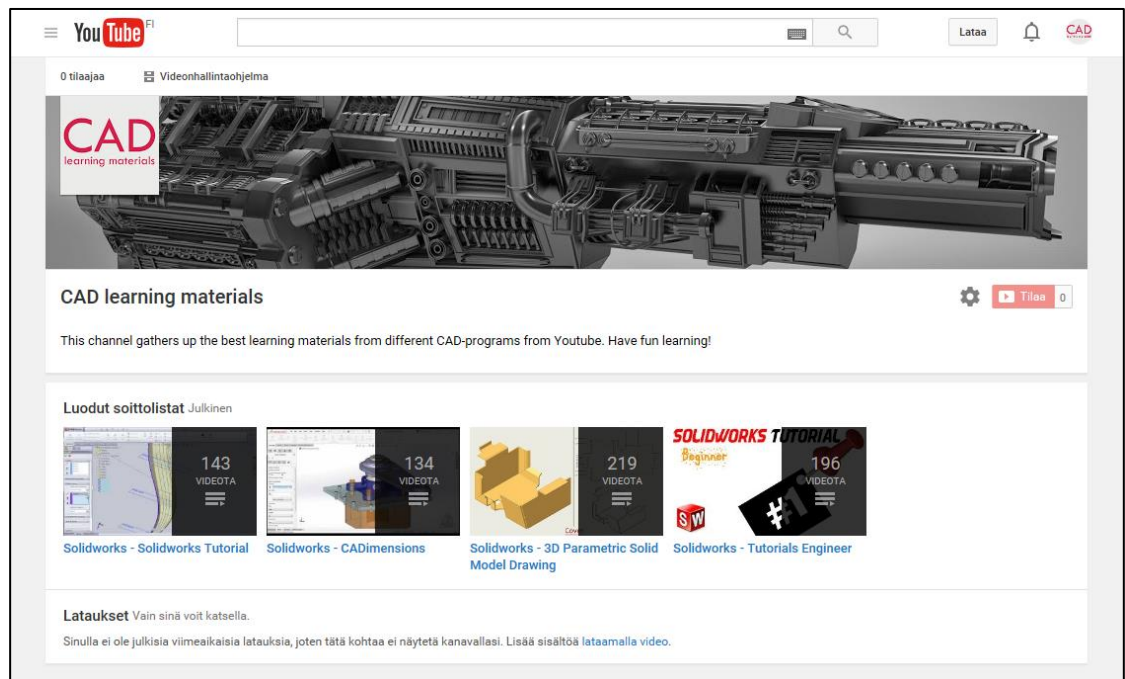 YouTube FI
Lataa
CAD
0 tilaajaa
Videonhallintaohjelma
CAD
learning materials
CAD learning materials
Tilaa 0
This channel gathers up the best learning materials from different CAD-programs from Youtube. Have fun learning!
Luodut soittolistat Julkinen
143
VIDEOTA
134
VIDEOTA
219
VIDEOTA
SOLIDWORKS TUTORIAL
Beginner
#1
SW
196
VIDEOTA
Solidworks - Solidworks Tutorial
Solidworks - CADimensions
Solidworks - 3D Parametric Solid
Model Drawing
Solidworks - Tutorials Engineer
Lataukset Vain sinä voit katsella.
Sinulla ei ole julkisia viimeaikaisia latauksia, joten tätä kohtaa ei näytetä kanavallasi. Lisää sisältöä lataamalla video.